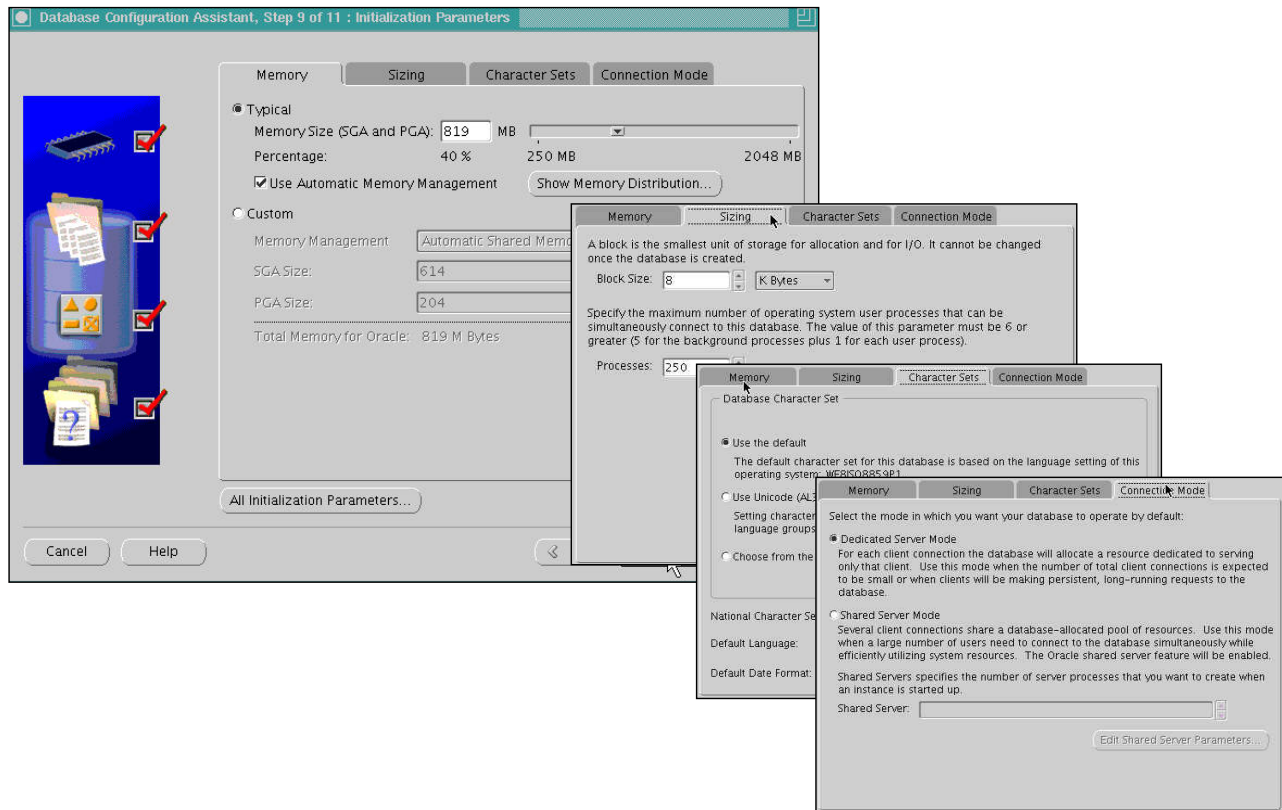 Database Configuration Assistant, Step 9 of 11 : Initialization Parameters
Memory Sizing Character Sets Connection Mode
Typical
Memory Size (SGA and PGA): 819 MB
Percentage: 40 % 250 MB 2048 MB
Use Automatic Memory Management Show Memory Distribution...
Custom
Memory Management Automatic Shared
SGA Size: 614
PGA Size: 204
Total Memory for Oracle: 819 M Bytes
All Initialization Parameters...
Cancel Help
Memory Sizing Character Sets Connection Mode
A block is the smallest unit of storage for allocation and for I/O. It cannot be changed
once the database is created.
Block Size: 8 K Bytes
Specify the maximum number of operating system user processes that can be
simultaneously connect to this database. The value of this parameter must be 6 or
greater (5 for the background processes plus 1 for each user process).
Processes: 250
Memory Sizing Character Sets Connection Mode
Database Character Set
Use the default
The default character set for this database is based on the language setting of this
operating system: WE8ISO8859P1
Use Unicode
Setting character
language groups
Choose from the
National Character
Default Language:
Default Date Format:
Memory Sizing Character Sets Connection Mode
Select the mode in which you want your database to operate by default:
Dedicated Server Mode
For each client connection the database will allocate a resource dedicated to serving
only that client. Use this mode when the number of total client connections is expected
to be small or when clients will be making persistent, long-running requests to the
database.
Shared Server Mode
Several client connections share a database-allocated pool of resources. Use this mode
when a large number of users need to connect to the database simultaneously while
efficiently utilizing system resources. The Oracle shared server feature will be enabled.
Shared Servers specifies the number of server processes that you want to create when
an instance is started up.
Shared Server:
Edit Shared Server Parameters...
?